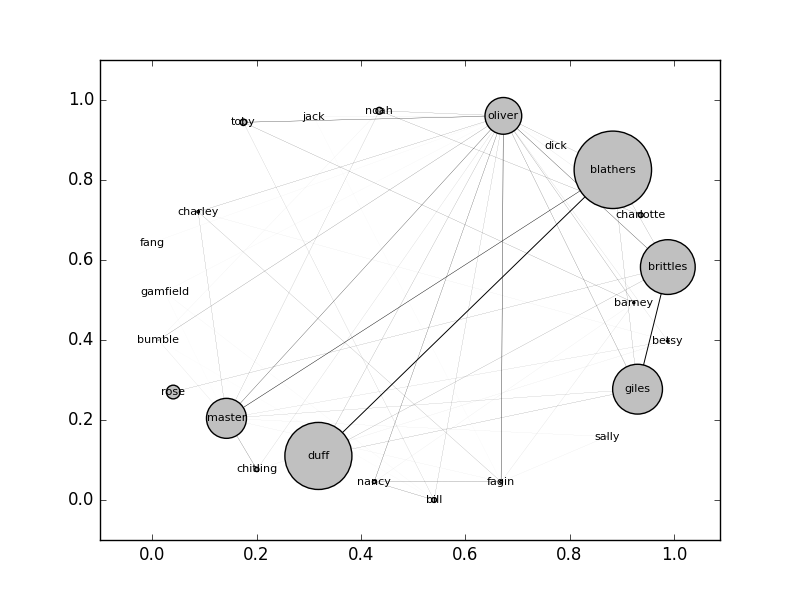 1.0
0.8
0.6
0.4
0.2
0.0
toby
jack
noah
oliver
dick
blathers
charley
charlotte
fang
brittles
gamfield
barney
bumble
betsy
rose
giles
master
sally
duff
chitling
nancy
fagin
bill
0.0 0.2 0.4 0.6 0.8 1.0